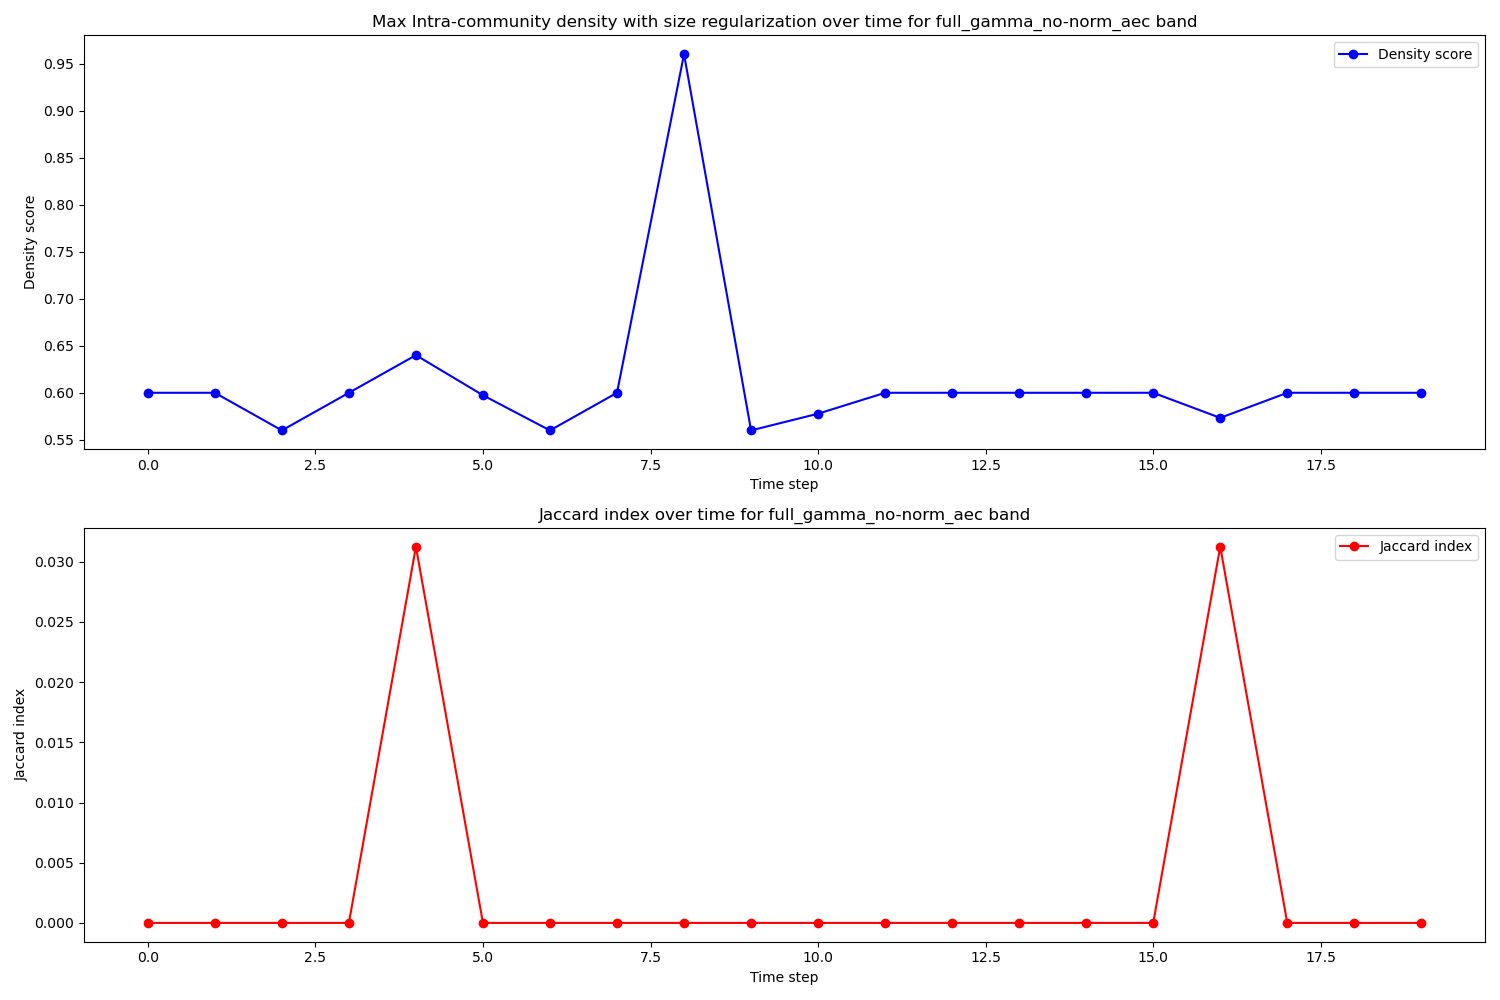 Max Intra-community density with size regularization over time for full_gamma_no-norm_aec band
Density score
0.95
0.90
0.85
0.80
0.75
0.70
0.65
0.60
0.55
Density score
0.0 2.5 5.0 7.5 10.0 12.5 15.0 17.5
Time step
Jaccard index over time for full_gamma_no-norm_aec band
Jaccard index
0.030
0.025
0.020
0.015
0.010
0.005
0.000
Jaccard index
0.0 2.5 5.0 7.5 10.0 12.5 15.0 17.5
Time step